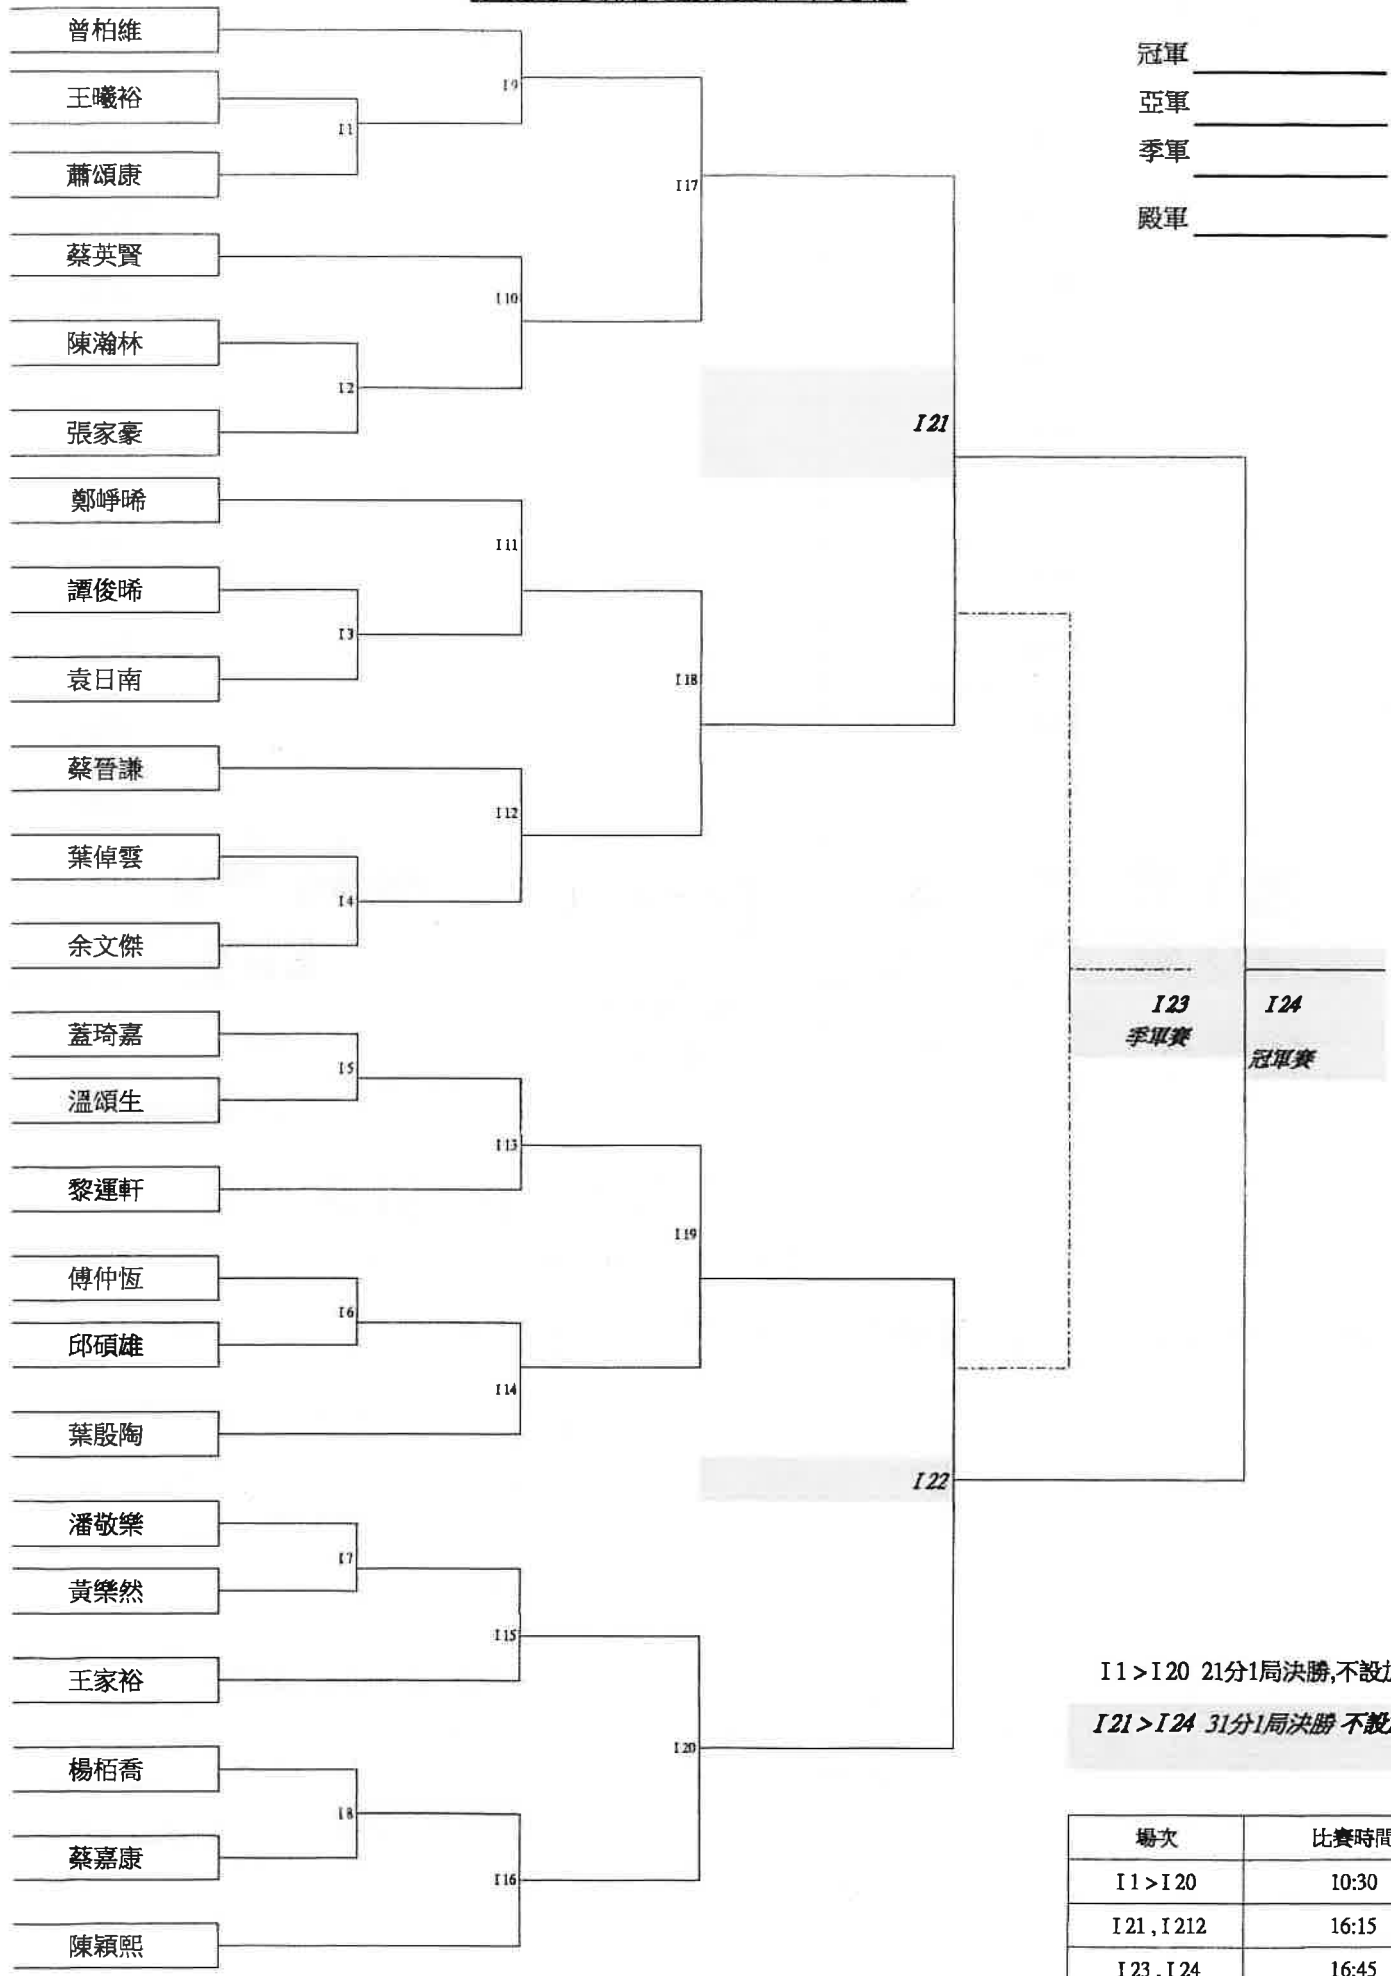 曾柏維
王曦裕
蕭頌康
蔡英賢
陳瀚林
張家豪
鄭崢晞
譚俊晞
袁日南
蔡晉謙
葉倬雲
余文傑
蓋琦嘉
溫頌生
黎運軒
傅仲恆
邱碩雄
葉殷陶
潘敬樂
黃樂然
王家裕
楊栢喬
蔡嘉康
陳穎熙
I1
I2
I3
I4
I5
I6
I7
I8
I9
I10
I11
I12
I13
I14
I15
I16
I17
I18
I19
I20
I21
I22
I23
季軍賽
I24
冠軍賽
冠軍
亞軍
季軍
殿軍
I1>I20 21分1局決勝,不設
I21>I24 31分1局決勝 不設
場次 比賽時間
I1>I20 10:30
I21,I212 16:15
I23,I24 16:45